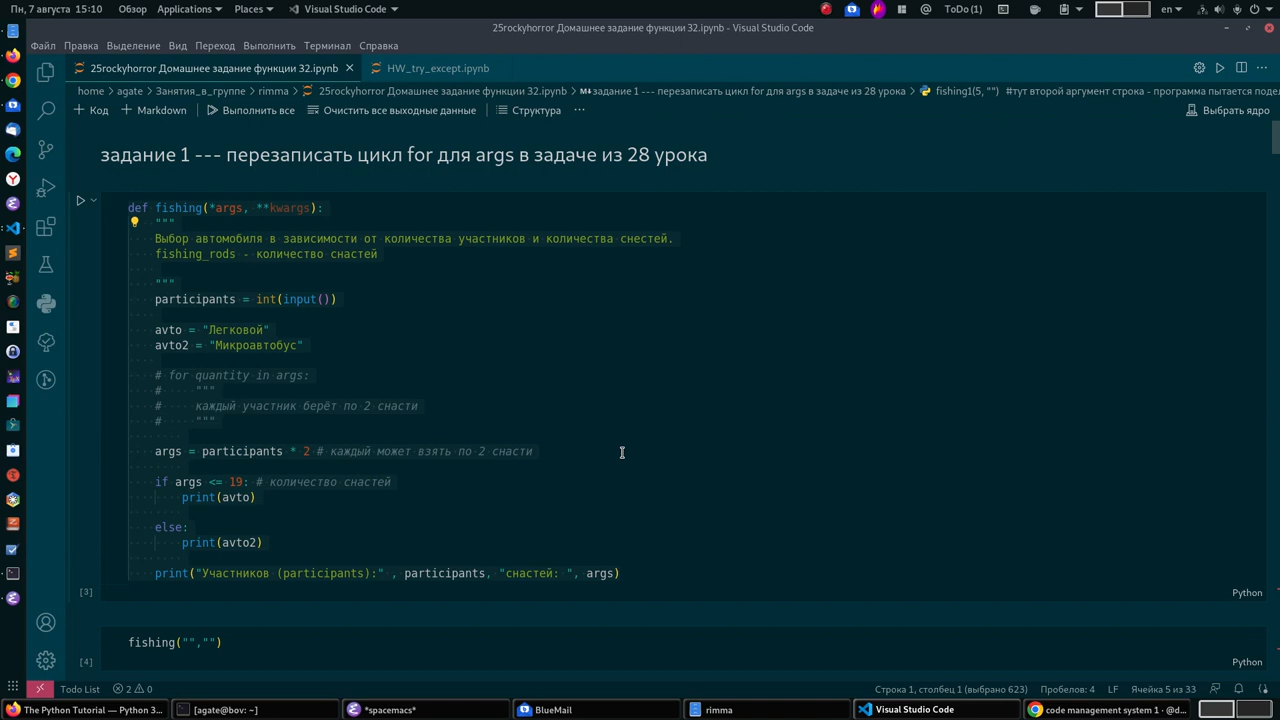 Пн, 7 августа 15:10
Обзор
Applications
Places
Visual Studio Code
ToDo (1)
en
25rockyhorror Домашнее задание функции 32.ipynb - Visual Studio Code
Файл Правка Выделение Вид Переход Выполнить Терминал Справка
25rockyhorror Домашнее задание функции 32.ipynb
HW_try_except.ipynb
home > agate > Занятия_в_группе > rimma > 25rockyhorror Домашнее задание функции 32.ipynb > M↓задание 1 --- перезаписать цикл for для args в задаче из 28 урока > fishing1(5, "") #тут второй аргумент строка - программа пытается поде
+ Код + Markdown Выполнить все Очистить все выходные данные Структура ... Выбрать ядро
задание 1 --- перезаписать цикл for для args в задаче из 28 урока
def fishing(*args, **kwargs):
"""
Выбор автомобиля в зависимости от количества участников и количества снестей.
fishing_rods - количество снастей
"""
participants = int(input())
avto = "Легковой"
avto2 = "Микроавтобус"
# for quantity in args:
# """
# каждый участник берёт по 2 снасти
# """
args = participants * 2 # каждый может взять по 2 снасти
if args <= 19: # количество снастей
print(avto)
else:
print(avto2)
print("Участников (participants):" , participants, "снастей: ", args)
[3]
Python
fishing("","")
[4]
Python
Todo List 2 0
Строка 1, столбец 1 (выбрано 623) Пробелов: 4 LF Ячейка 5 из 33
The Python Tutorial — Python 3...
[agate@bov: ~]
*spacemacs*
BlueMail
rimma
Visual Studio Code
code management system 1 · @d...